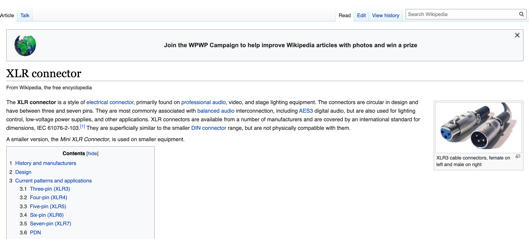 Article Talk Read Edit View history Search Wikipedia
Join the WPWP Campaign to help improve Wikipedia articles with photos and win a prize
XLR connector
From Wikipedia, the free encyclopedia
The XLR connector is a style of electrical connector, primarily found on professional audio, video, and stage lighting equipment. The connectors are circular in design and
have between three and seven pins. They are most commonly associated with balanced audio interconnection, including AES3 digital audio, but are also used for lighting
control, low-voltage power supplies, and other applications. XLR connectors are available from a number of manufacturers and are covered by an international standard for
dimensions, IEC 61076-2-103.[1] They are superficially similar to the smaller DIN connector range, but are not physically compatible with them.
A smaller version, the Mini XLR Connector, is used on smaller equipment.
XLR3 cable connectors, female on
left and male on right
Contents [hide]
1 History and manufacturers
2 Design
3 Current patterns and applications
3.1 Three-pin (XLR3)
3.2 Four-pin (XLR4)
3.3 Five-pin (XLR5)
3.4 Six-pin (XLR6)
3.5 Seven-pin (XLR7)
3.6 PDN